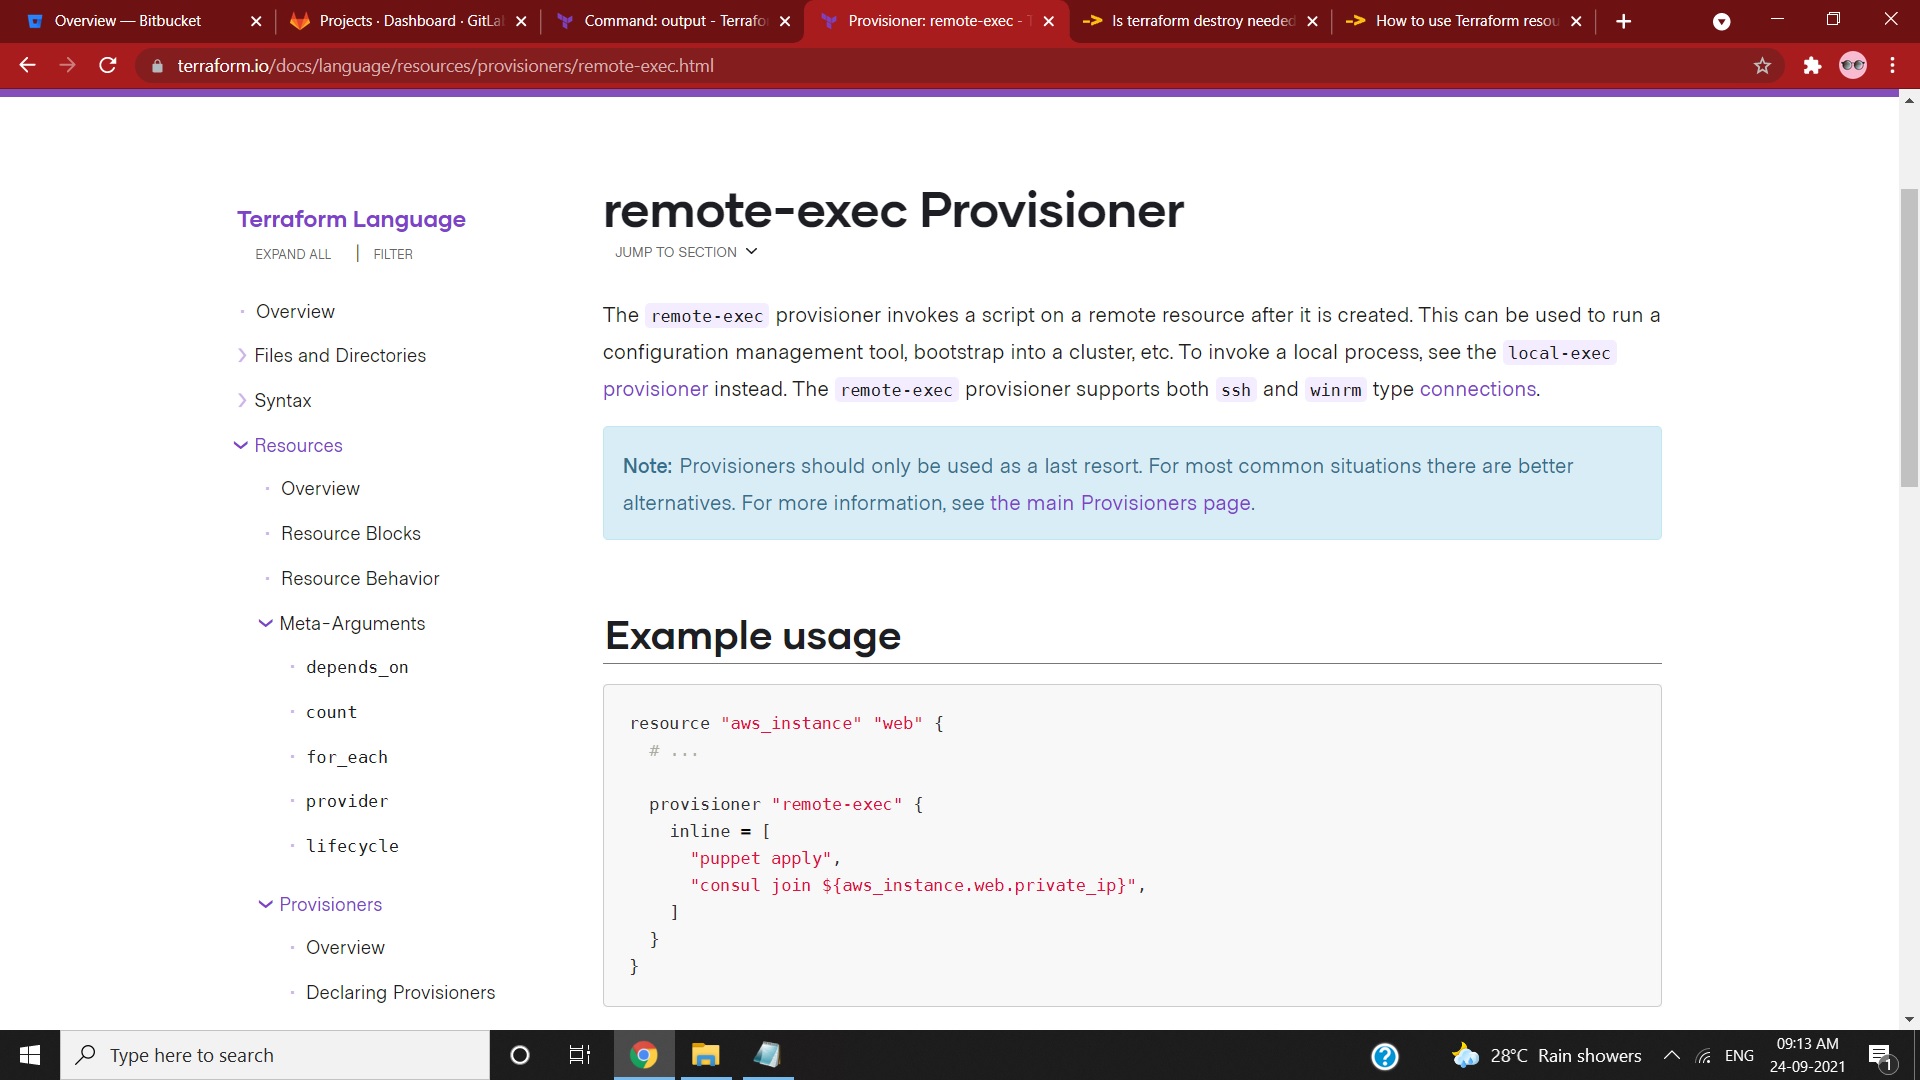 Overview — Bitbucket
Projects · Dashboard · GitLa
Command: output - Terrafo
Provisioner: remote-exec - T
Is terraform destroy needed
How to use Terraform resou
terraform.io/docs/language/resources/provisioners/remote-exec.html
Terraform Language
EXPAND ALL | FILTER
Overview
Files and Directories
Syntax
Resources
Overview
Resource Blocks
Resource Behavior
Meta-Arguments
depends_on
count
for_each
provider
lifecycle
Provisioners
Overview
Declaring Provisioners
remote-exec Provisioner
JUMP TO SECTION
The remote-exec provisioner invokes a script on a remote resource after it is created. This can be used to run a
configuration management tool, bootstrap into a cluster, etc. To invoke a local process, see the local-exec
provisioner instead. The remote-exec provisioner supports both ssh and winrm type connections.
Note: Provisioners should only be used as a last resort. For most common situations there are better
alternatives. For more information, see the main Provisioners page.
Example usage
resource "aws_instance" "web" {
# ...
provisioner "remote-exec" {
inline = [
"puppet apply",
"consul join ${aws_instance.web.private_ip}",
]
}
}
Type here to search
28°C Rain showers
ENG
09:13 AM
24-09-2021
1